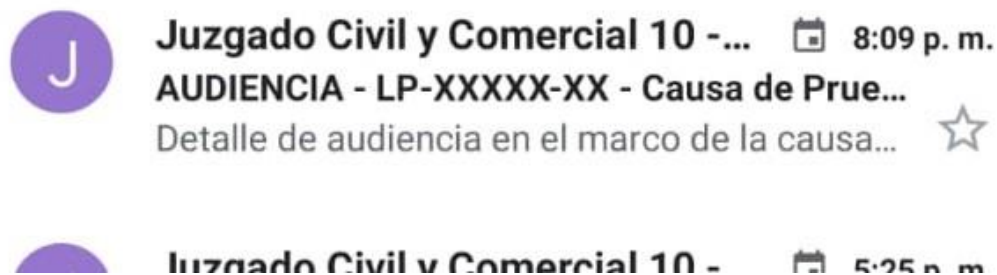 J
Juzgado Civil y Comercial 10 -... 8:09 p. m.
AUDIENCIA - LP-XXXXX-XX - Causa de Prue...
Detalle de audiencia en el marco de la causa...
Juzgado Civil y Comercial 10 - 5:25 p. m.